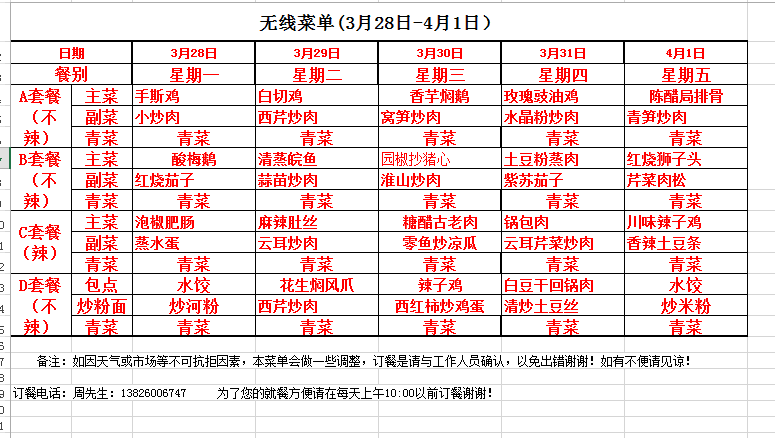 无线菜单(3月28日-4月1日）
日期 3月28日 3月29日 3月30日 3月31日 4月1日
餐别 星期一 星期二 星期三 星期四 星期五
A套餐（不辣） 主菜 手斯鸡 白切鸡 香芋焖鹅 玫瑰豉油鸡 陈醋局排骨
副菜 小炒肉 西芹炒肉 窝笋炒肉 水晶粉炒肉 青笋炒肉
青菜 青菜 青菜 青菜 青菜 青菜
B套餐（不辣） 主菜 酸梅鹅 清蒸皖鱼 园椒抄猪心 土豆粉蒸肉 红烧狮子头
副菜 红烧茄子 蒜苗炒肉 淮山炒肉 紫苏茄子 芹菜肉松
青菜 青菜 青菜 青菜 青菜 青菜
C套餐（辣） 主菜 泡椒肥肠 麻辣肚丝 糖醋古老肉 锅包肉 川味辣子鸡
副菜 蒸水蛋 云耳炒肉 零鱼炒凉瓜 云耳芹菜炒肉 香辣土豆条
青菜 青菜 青菜 青菜 青菜 青菜
D套餐（不辣） 包点 水饺 花生焖凤爪 辣子鸡 白豆干回锅肉 水饺
炒粉面 炒河粉 西芹炒肉 西红柿炒鸡蛋 清炒土豆丝 炒米粉
青菜 青菜 青菜 青菜 青菜 青菜
备注：如因天气或市场等不可抗拒因素，本菜单会做一些调整，订餐是请与工作人员确认，以免出错谢谢！如有不便请见谅！
订餐电话：周先生：13826006747 为了您的就餐方便请在每天上午10:00以前订餐谢谢！